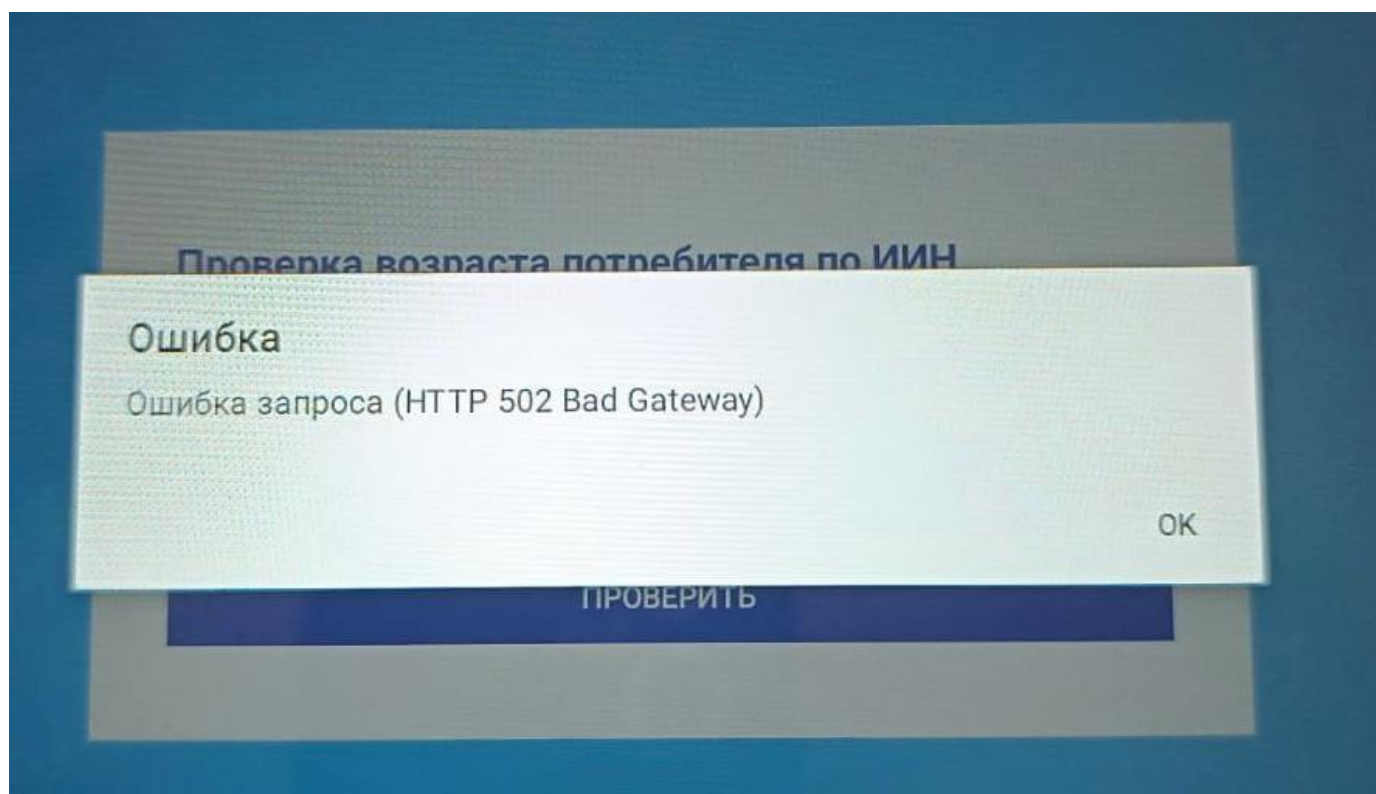 Проверка возраста потребителя по ИИН
Ошибка
Ошибка запроса (HTTP 502 Bad Gateway)
OK
ПРОВЕРИТЬ